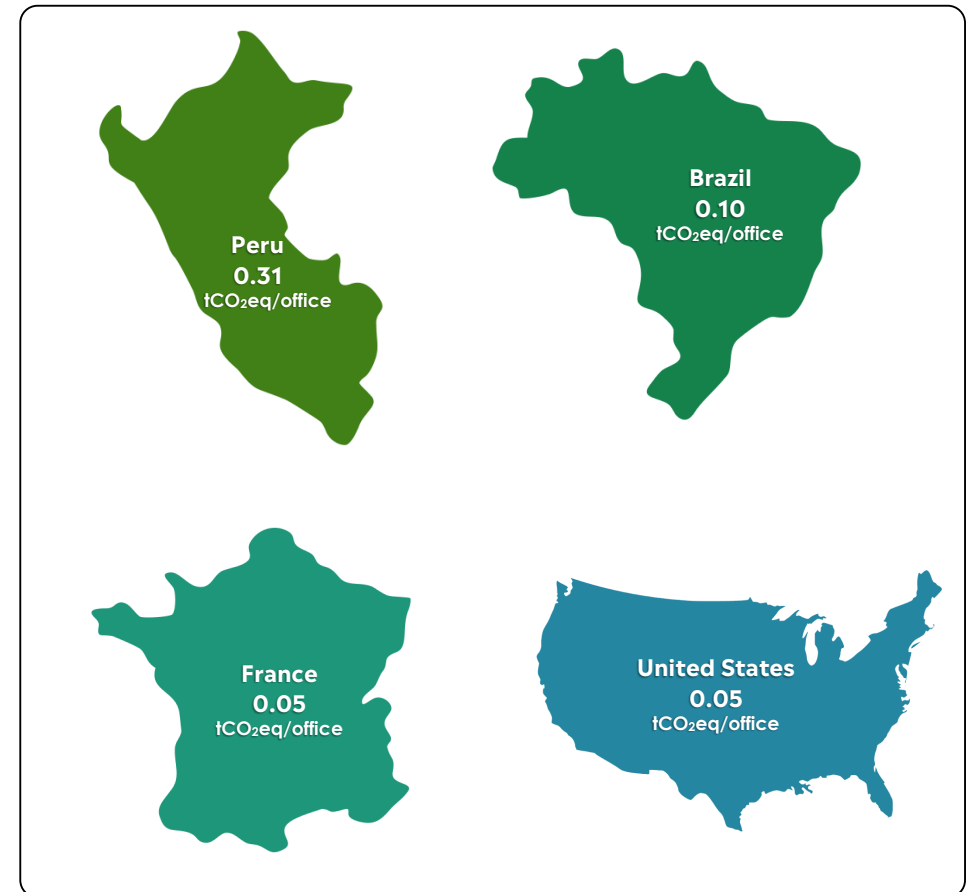 Peru
0.31
tCO₂eq/office
Brazil
0.10
tCO₂eq/office
France
0.05
tCO₂eq/office
United States
0.05
tCO₂eq/office